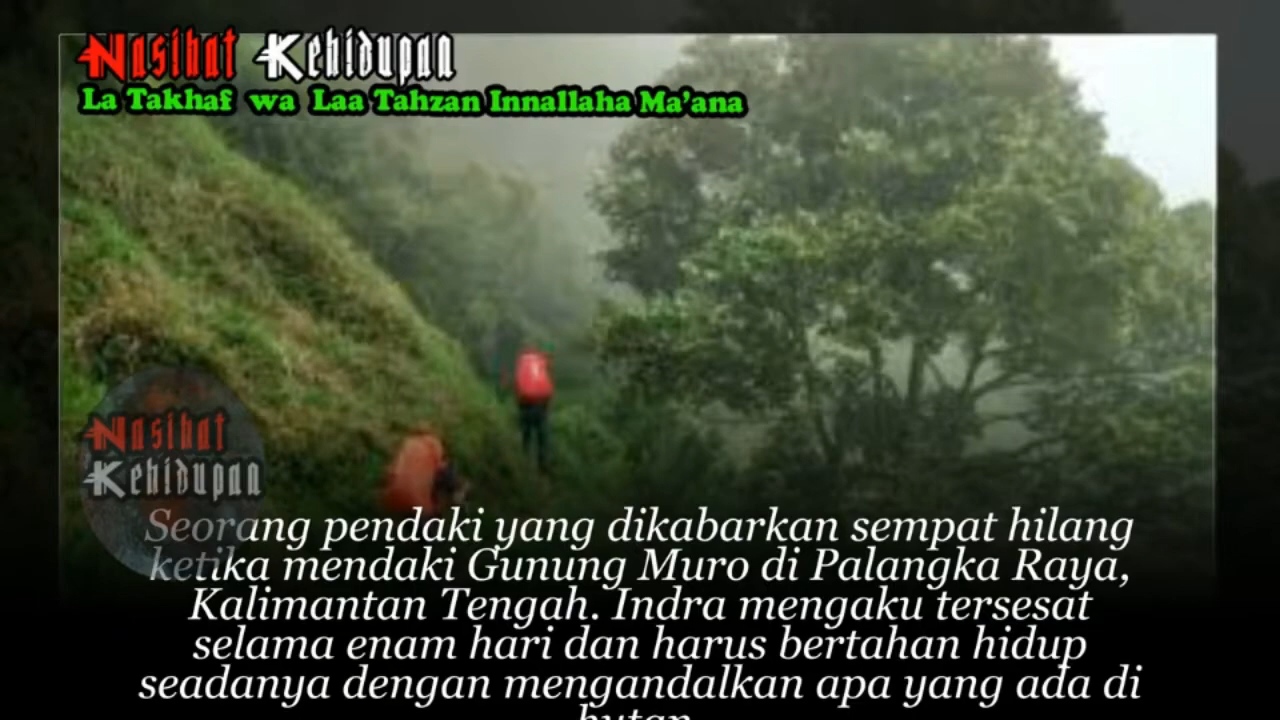 Nasihat Kehidupan
La Takhaf wa Laa Tahzan Innallaha Ma'ana
Nasihat
Kehidupan
Seorang pendaki yang dikabarkan sempat hilang
ketika mendaki Gunung Muro di Palangka Raya,
Kalimantan Tengah. Indra mengaku tersesat
selama enam hari dan harus bertahan hidup
seadanya dengan mengandalkan apa yang ada di